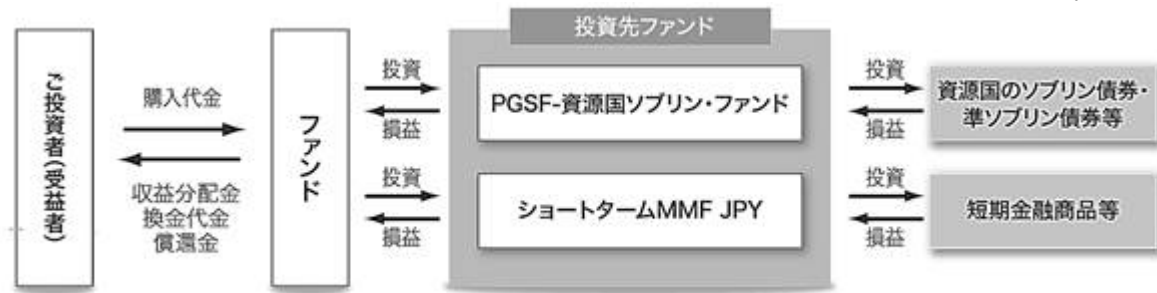 ご投資者(受益者)
購入代金
収益分配金
換金代金
償還金
ファンド
投資
損益
投資
損益
投資先ファンド
PGSF-資源国ソブリン・ファンド
ショートタームMMF JPY
投資
損益
投資
損益
資源国のソブリン債券・
準ソブリン債券等
短期金融商品等